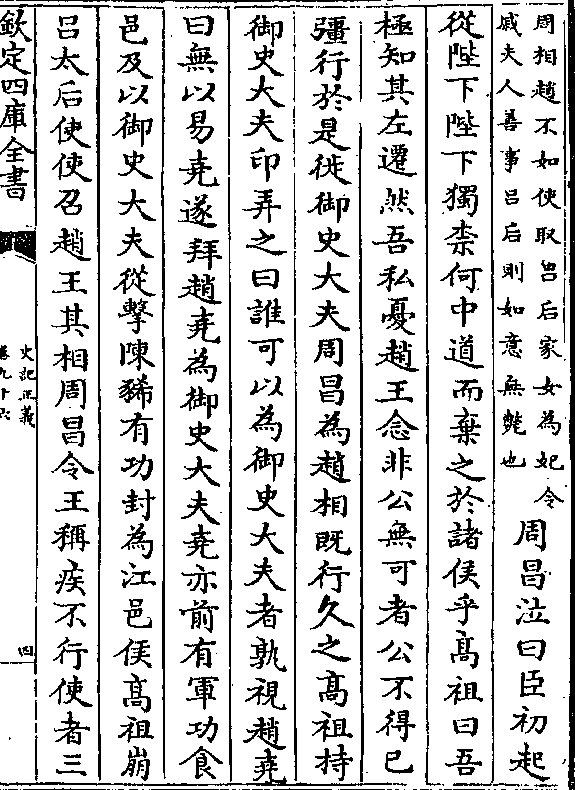 周相趙不如使取吕后家女為妃令
戚夫人善事吕后則如意無斃也
周昌泣曰臣初起
從陛下陛下獨柰何中道而棄之於諸侯乎髙祖曰吾
極知其左遷然吾私憂趙王念非公無可者公不得已
彊行於是徙御史大夫周昌為趙相既行久之髙祖持
御史大夫印弄之曰誰可以為御史大夫者孰視趙堯
曰無以易堯遂拜趙堯為御史大夫堯亦前有軍功食
邑及以御史大夫從擊陳豨有功封為江邑侯髙祖崩
吕太后使使召趙王其相周昌令王稱疾不行使者三
欽定四庫全書
史記正義
卷九十六
四